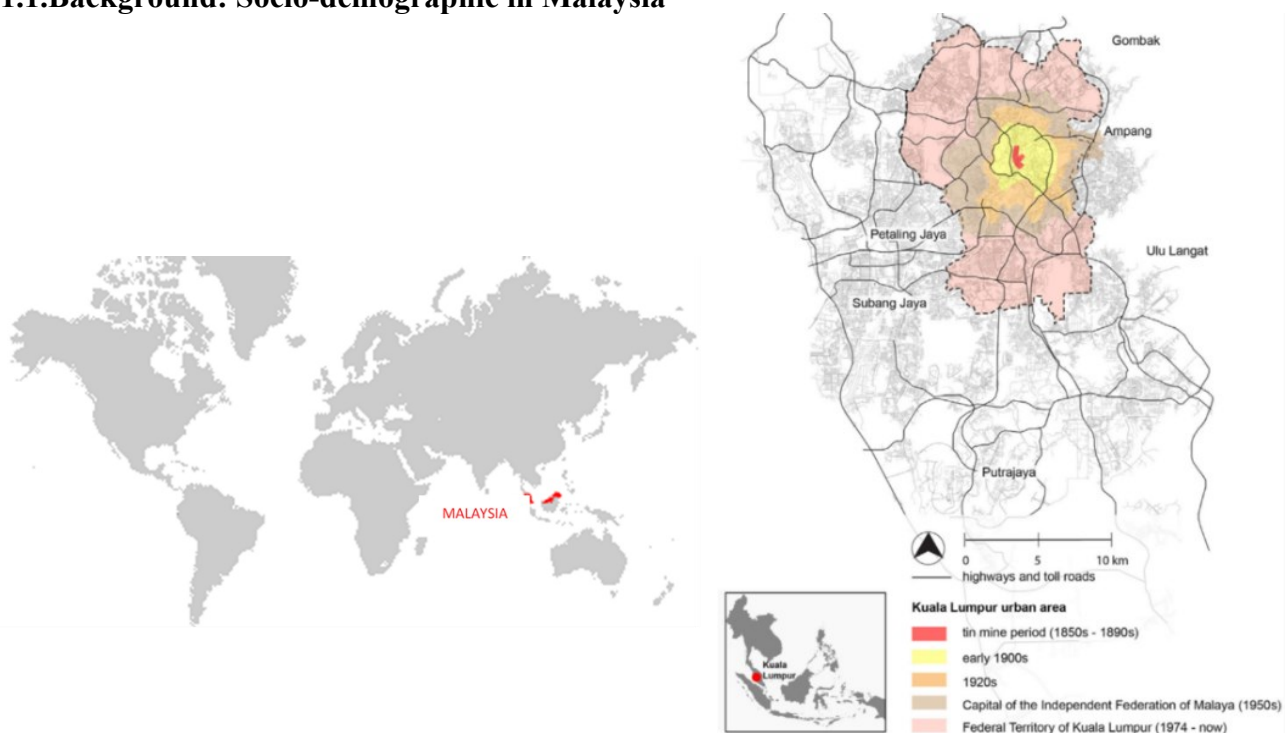 1.1.Background: Socio-demographic in Malaysia
MALAYSIA
Gombak
Ampang
Petaling Jaya
Ulu Langat
Subang Jaya
Putrajaya
0 5 10 km
highways and toll roads
Kuala Lumpur urban area
tin mine period (1850s - 1890s)
early 1900s
1920s
Capital of the Independent Federation of Malaya (1950s)
Federal Territory of Kuala Lumpur (1974 - now)
Kuala
Lumpur